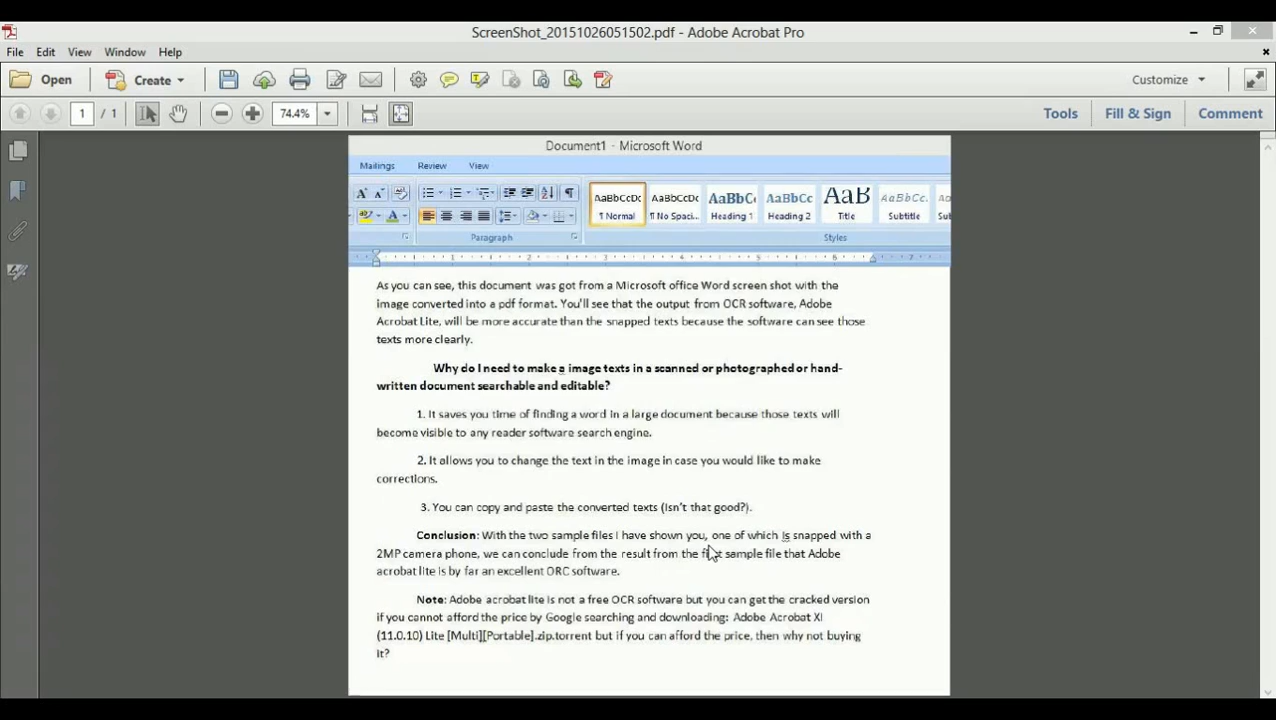 ScreenShot_20151026051502.pdf - Adobe Acrobat Pro
File Edit View Window Help
Open Create Customize
1 / 1 74.4% Tools Fill & Sign Comment
Document1 - Microsoft Word
Mailings Review View
AaBbCcDc AaBbCcDc AaBbC AaBbCc AaB AaBbCc
¶ Normal ¶ No Spaci... Heading 1 Heading 2 Title Subtitle
Paragraph Styles
1 2 3 4 5 6 7
As you can see, this document was got from a Microsoft office Word screen shot with the
image converted into a pdf format. You'll see that the output from OCR software, Adobe
Acrobat Lite, will be more accurate than the snapped texts because the software can see those
texts more clearly.
Why do I need to make a image texts in a scanned or photographed or hand-
written document searchable and editable?
1. It saves you time of finding a word in a large document because those texts will
become visible to any reader software search engine.
2. It allows you to change the text in the image in case you would like to make
corrections.
3. You can copy and paste the converted texts (Isn't that good?).
Conclusion: With the two sample files I have shown you, one of which is snapped with a
2MP camera phone, we can conclude from the result from the first sample file that Adobe
acrobat lite is by far an excellent ORC software.
Note: Adobe acrobat lite is not a free OCR software but you can get the cracked version
if you cannot afford the price by Google searching and downloading: Adobe Acrobat XI
(11.0.10) Lite [Multi][Portable].zip.torrent but if you can afford the price, then why not buying
it?